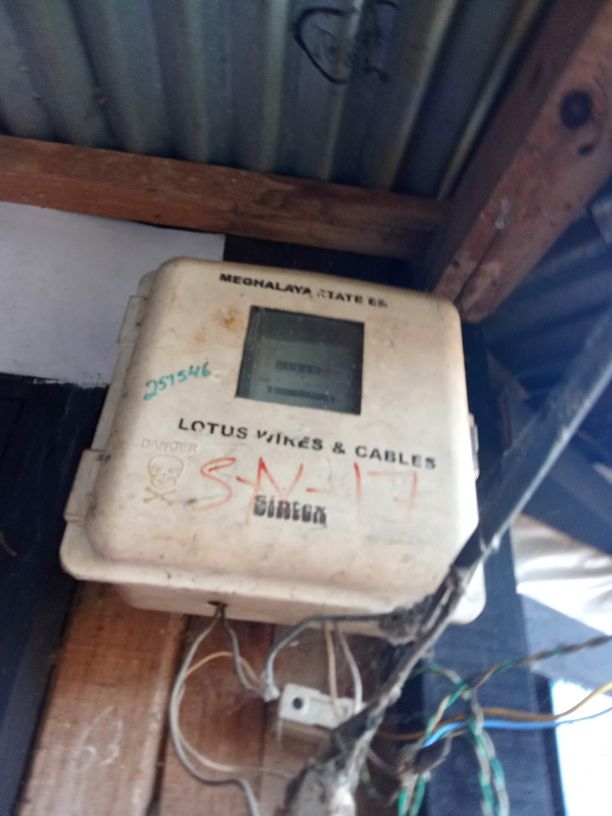 MEGHALAYA STATE EB
257546
LOTUS WIRES & CABLES
DANGER
S-N-17
Sintex